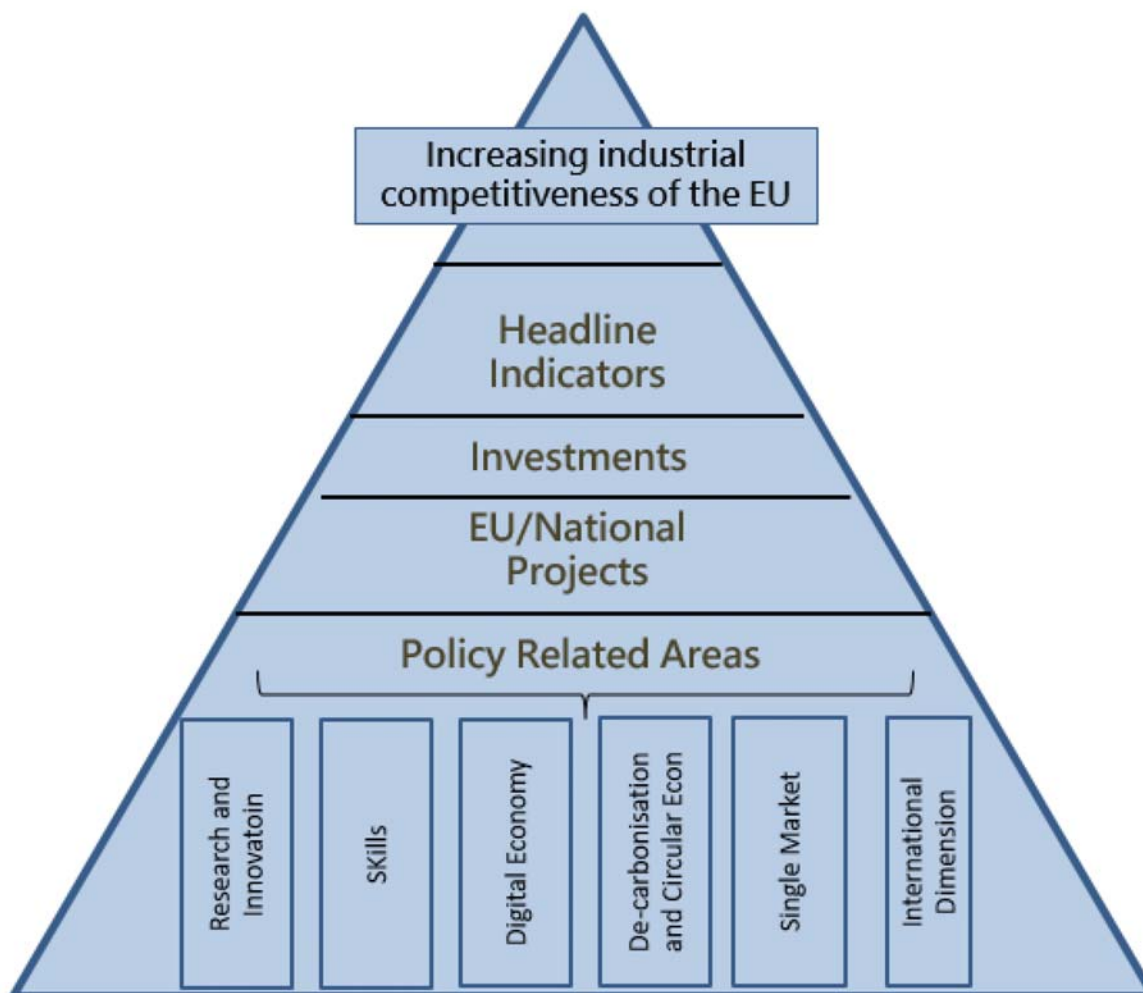 Increasing industrial
competitiveness of the EU
Headline
Indicators
Investments
EU/National
Projects
Policy Related Areas
Research and
Innovatoin
SKills
Digital Economy
De-carbonisation
and Circular Econ
Single Market
International
Dimension